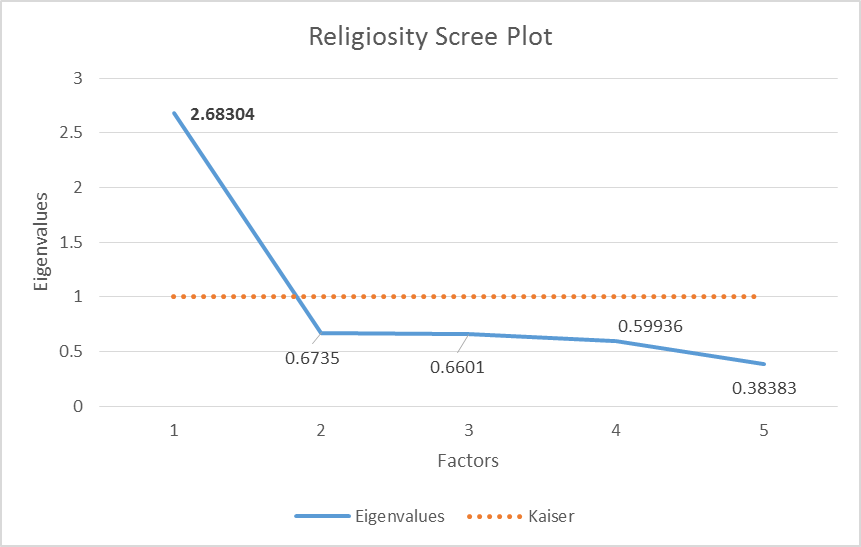 Religiosity Scree Plot
3
2.5
2
1.5
1
0.5
0
Eigenvalues
2.68304
0.6735
0.6601
0.59936
0.38383
1 2 3 4 5
Factors
Eigenvalues Kaiser